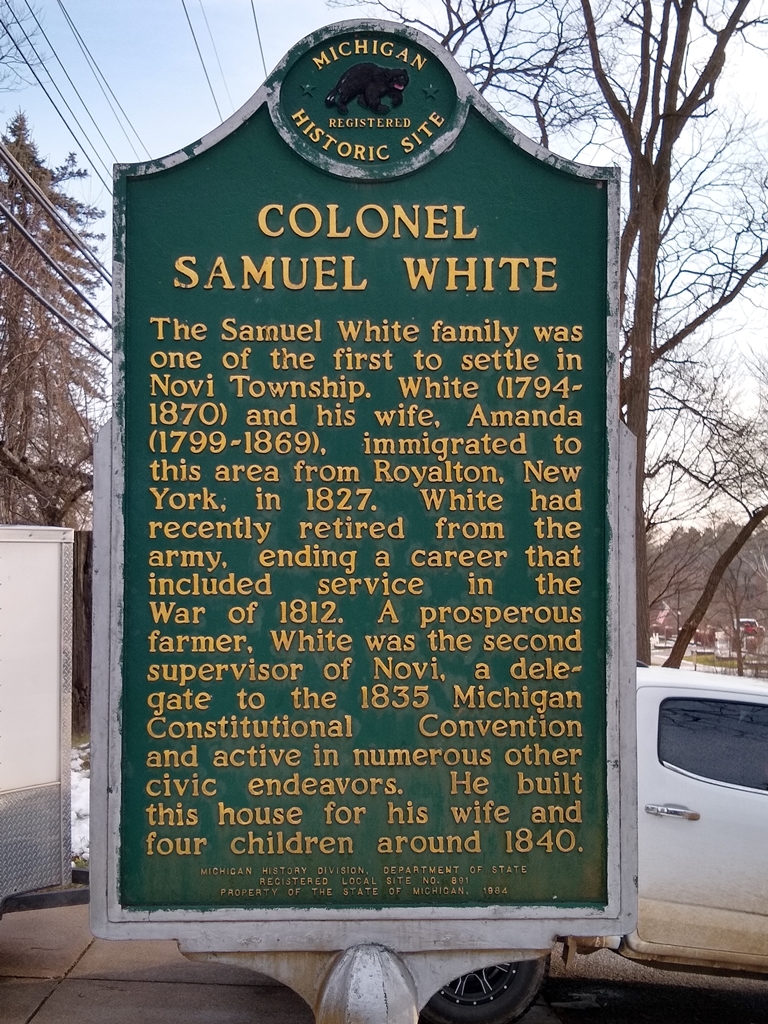 MICHIGAN
REGISTERED
HISTORIC SITE
COLONEL
SAMUEL WHITE
The Samuel White family was
one of the first to settle in
Novi Township. White (1794-
1870) and his wife, Amanda
(1799-1869), immigrated to
this area from Royalton, New
York, in 1827. White had
recently retired from the
army, ending a career that
included service in the
War of 1812. A prosperous
farmer, White was the second
supervisor of Novi, a dele-
gate to the 1835 Michigan
Constitutional Convention
and active in numerous other
civic endeavors. He built
this house for his wife and
four children around 1840.
MICHIGAN HISTORY DIVISION, DEPARTMENT OF STATE
REGISTERED LOCAL SITE NO. 891
PROPERTY OF THE STATE OF MICHIGAN, 1984